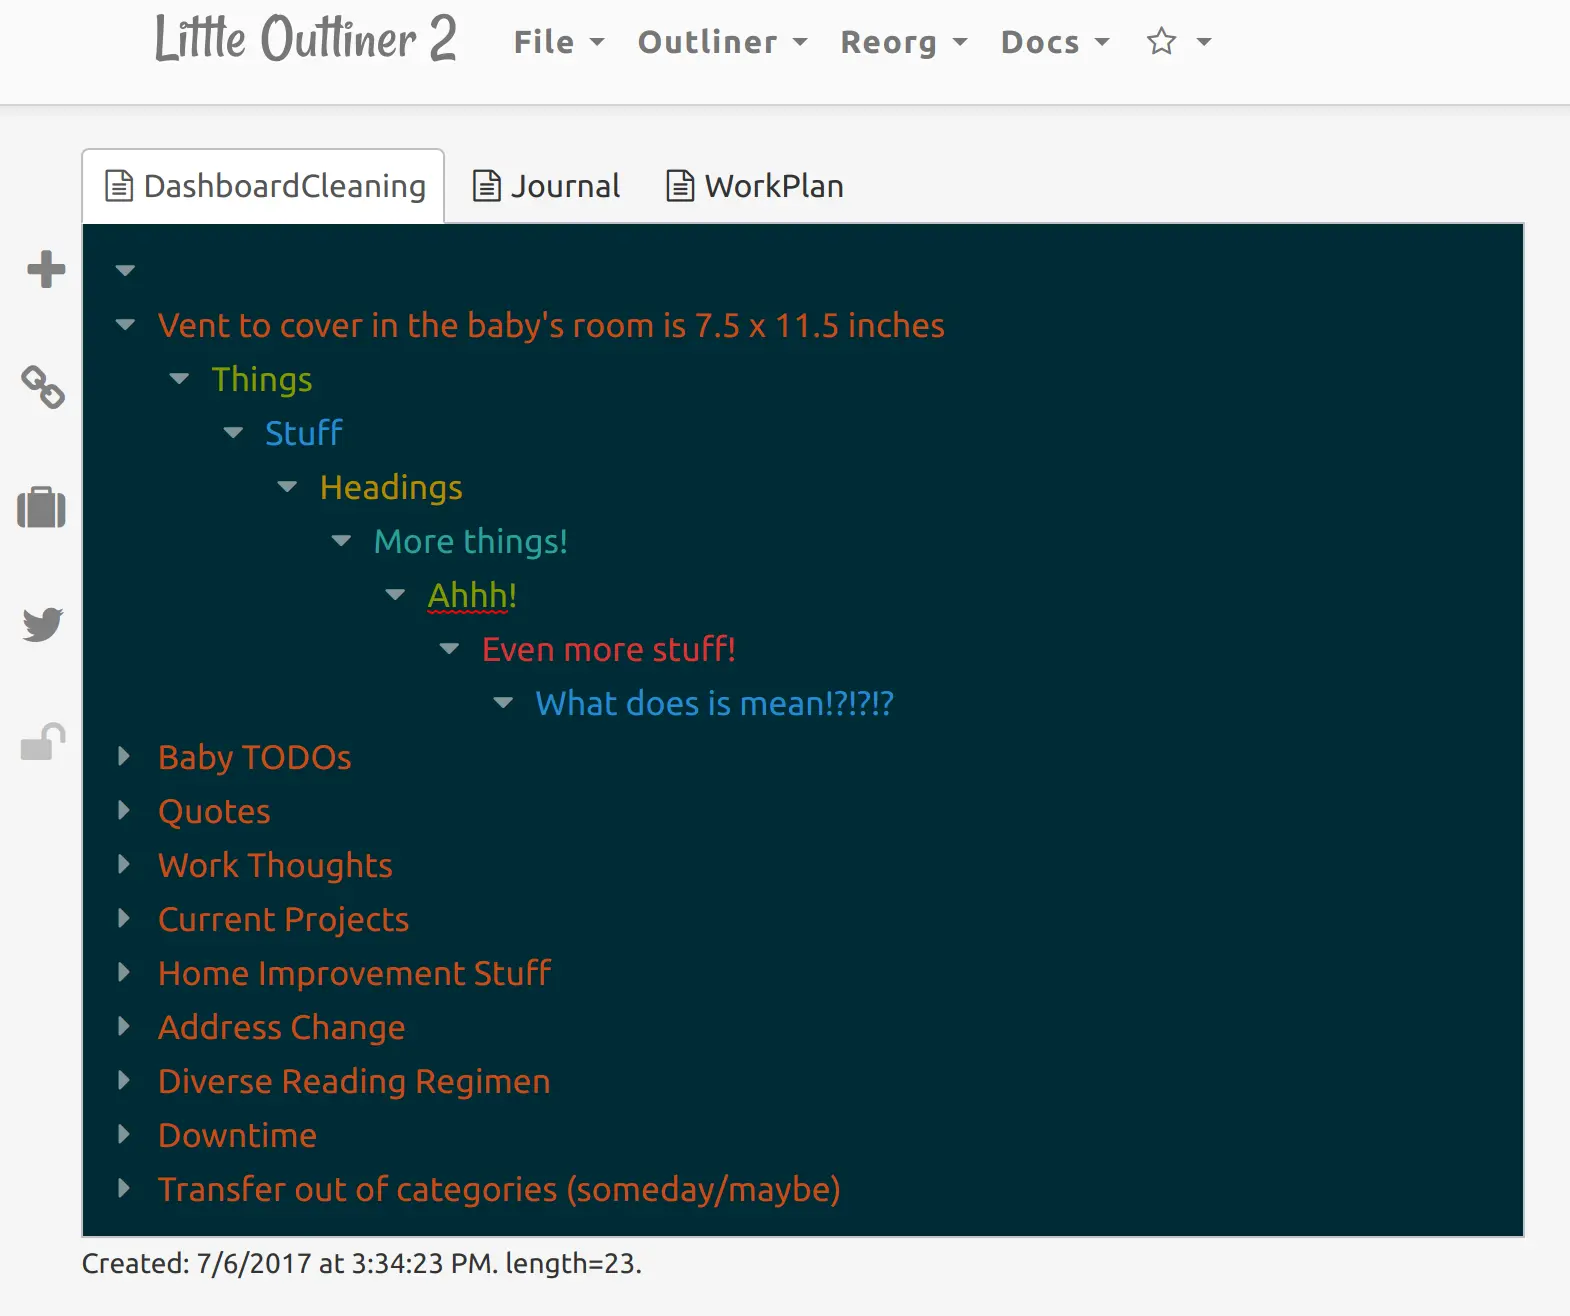 Little Outliner 2 File Outliner Reorg Docs
DashboardCleaning Journal WorkPlan
Vent to cover in the baby's room is 7.5 x 11.5 inches
Things
Stuff
Headings
More things!
Ahhh!
Even more stuff!
What does is mean!?!?!?
Baby TODOs
Quotes
Work Thoughts
Current Projects
Home Improvement Stuff
Address Change
Diverse Reading Regimen
Downtime
Transfer out of categories (someday/maybe)
Created: 7/6/2017 at 3:34:23 PM. length=23.